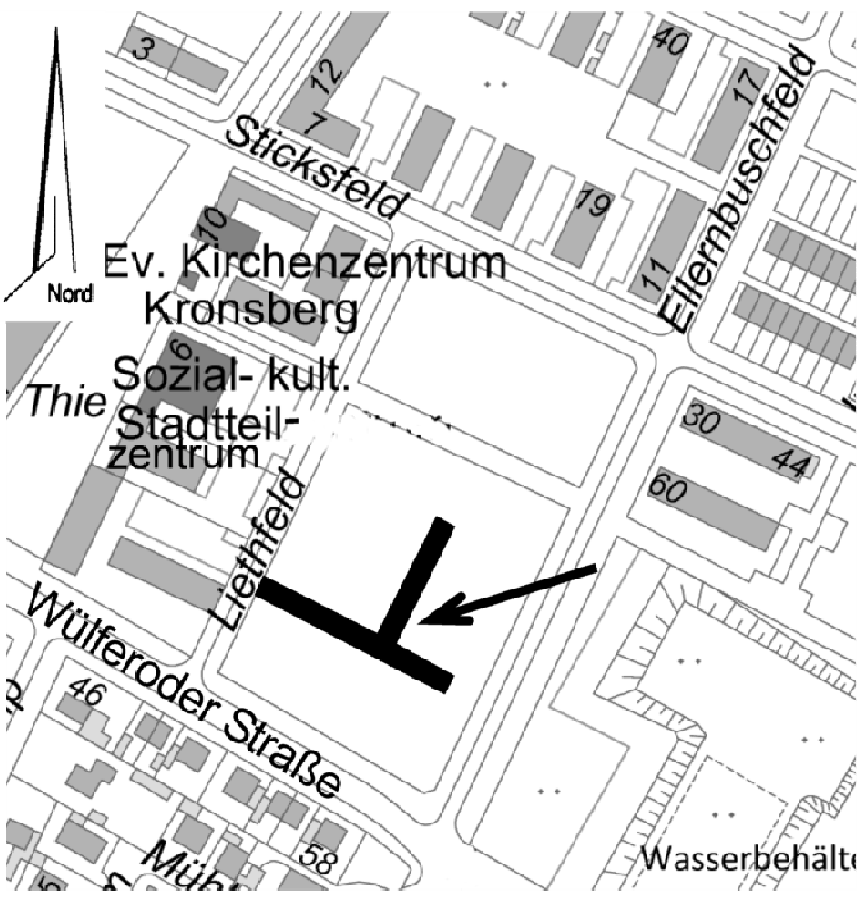 3
12
40
17
7
Sticksfeld
Ellernbuschfeld
19
10
11
Nord
Ev. Kirchenzentrum
Kronsberg
6
Sozial- kult.
Thie
Stadtteil-
zentrum
30
44
60
Liethfeld
Wülferoder Straße
46
58
Wasserbehälte
Müh